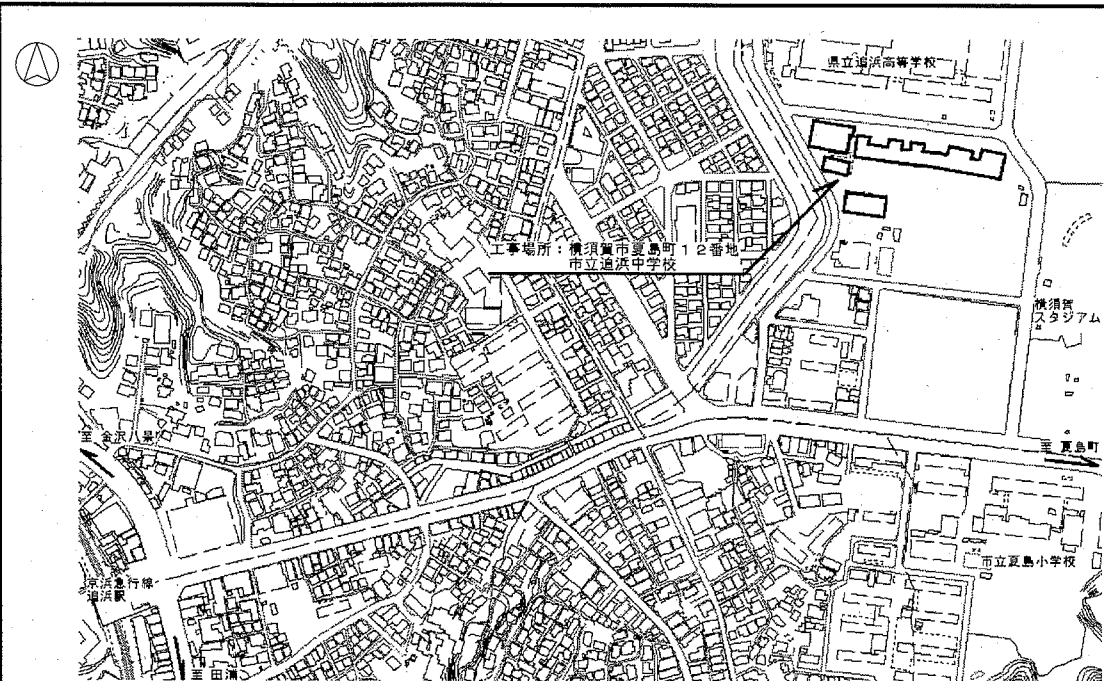 県立追浜高等学校
工事場所：横須賀市夏島町１２番地
市立追浜中学校
横須賀
スタジアム
至 金沢八景
至 夏島町
市立夏島小学校
京浜急行線
追浜駅
至 田浦